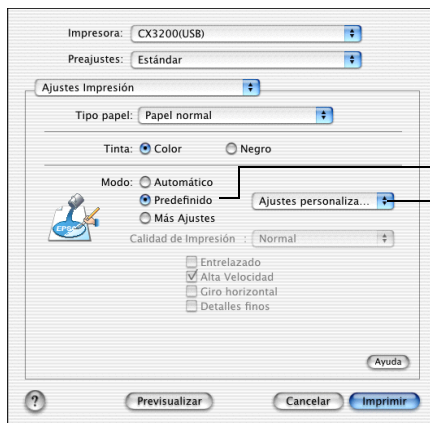 Impresora: CX3200(USB)
Preajustes: Estándar
Ajustes Impresión
Tipo papel: Papel normal
Tinta: Color Negro
Modo: Automático
Predefinido Ajustes personaliza...
Más Ajustes
Calidad de Impresión : Normal
Entrelazado
Alta Velocidad
Giro horizontal
Detalles finos
Ayuda
? Previsualizar Cancelar Imprimir